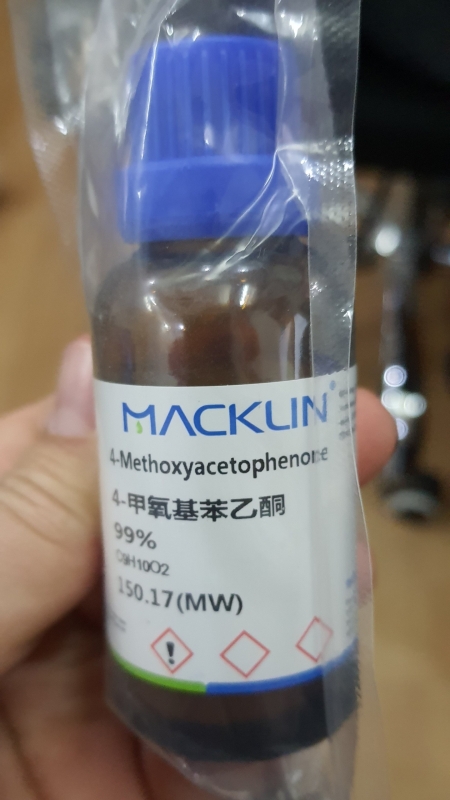 MACKLIN®
4-Methoxyacetophenone
4-甲氧基苯乙酮
99%
C9H10O2
150.17(MW)